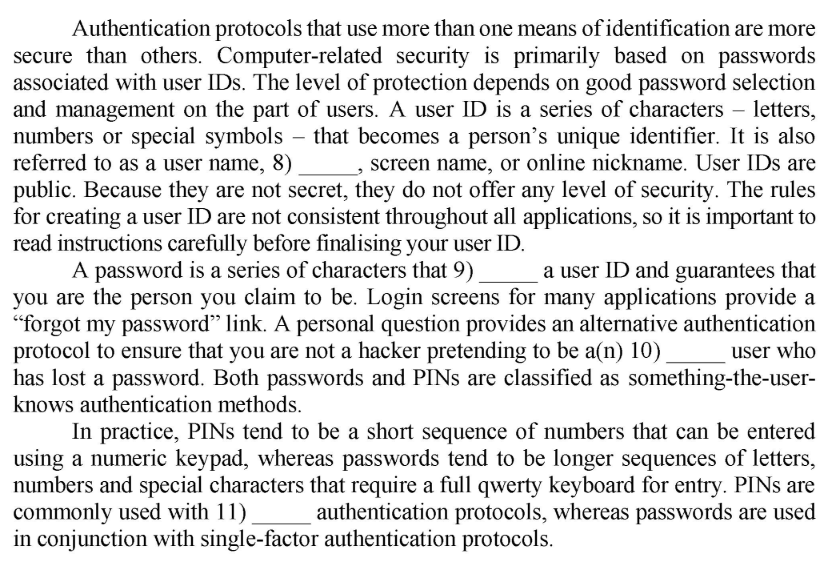 Authentication protocols that use more than one means of identification are more
secure than others. Computer-related security is primarily based on passwords
associated with user IDs. The level of protection depends on good password selection
and management on the part of users. A user ID is a series of characters – letters,
numbers or special symbols – that becomes a person’s unique identifier. It is also
referred to as a user name, 8) _____, screen name, or online nickname. User IDs are
public. Because they are not secret, they do not offer any level of security. The rules
for creating a user ID are not consistent throughout all applications, so it is important to
read instructions carefully before finalising your user ID.
A password is a series of characters that 9) _____ a user ID and guarantees that
you are the person you claim to be. Login screens for many applications provide a
“forgot my password” link. A personal question provides an alternative authentication
protocol to ensure that you are not a hacker pretending to be a(n) 10) _____ user who
has lost a password. Both passwords and PINs are classified as something-the-user-
knows authentication methods.
In practice, PINs tend to be a short sequence of numbers that can be entered
using a numeric keypad, whereas passwords tend to be longer sequences of letters,
numbers and special characters that require a full qwerty keyboard for entry. PINs are
commonly used with 11) _____ authentication protocols, whereas passwords are used
in conjunction with single-factor authentication protocols.